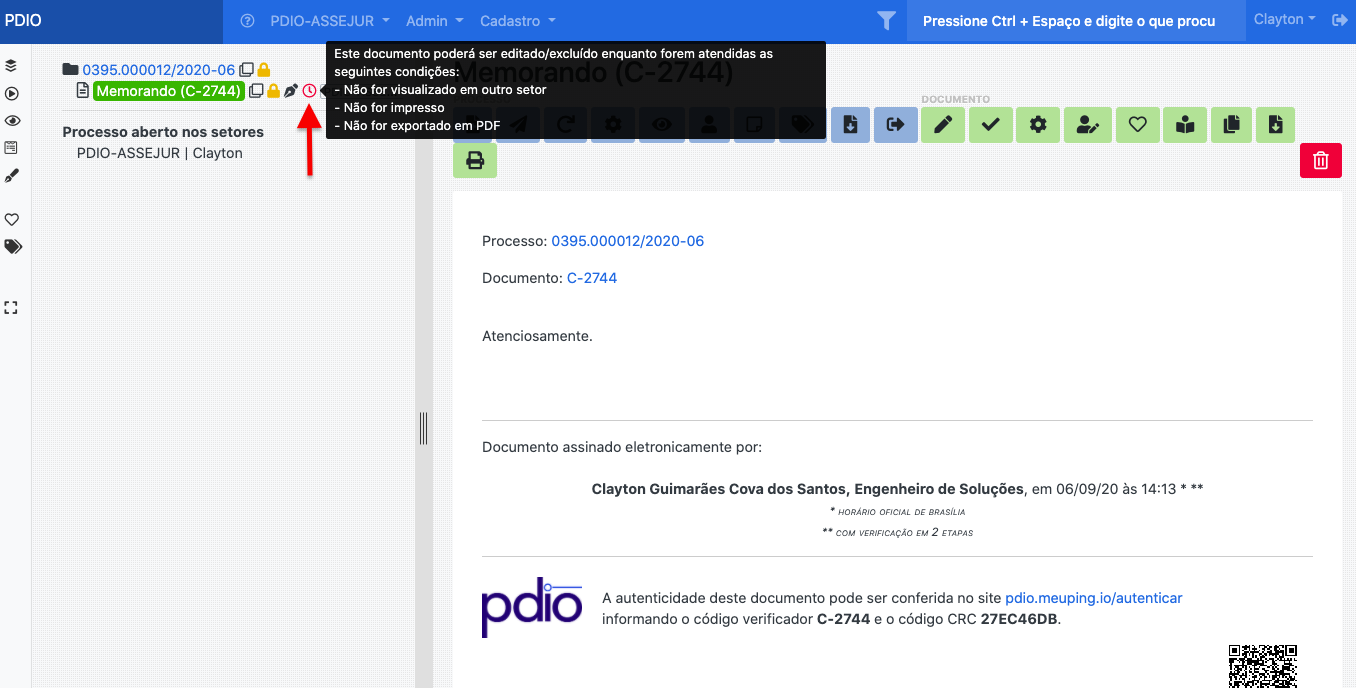 PDIO
PDIO-ASSEJUR
Admin
Cadastro
Pressione Ctrl + Espaço e digite o que procu
Clayton
0395.000012/2020-06
Memorando (C-2744)
Processo aberto nos setores
PDIO-ASSEJUR | Clayton
Este documento poderá ser editado/excluído enquanto forem atendidas as
seguintes condições:
- Não for visualizado em outro setor
- Não for impresso
- Não for exportado em PDF
Memorando (C-2744)
DOCUMENTO
Processo: 0395.000012/2020-06
Documento: C-2744
Atenciosamente.
Documento assinado eletronicamente por:
Clayton Guimarães Cova dos Santos, Engenheiro de Soluções, em 06/09/20 às 14:13 * **
* HORÁRIO OFICIAL DE BRASÍLIA
** COM VERIFICAÇÃO EM 2 ETAPAS
pdio
A autenticidade deste documento pode ser conferida no site pdio.meuping.io/autenticar
informando o código verificador C-2744 e o código CRC 27EC46DB.